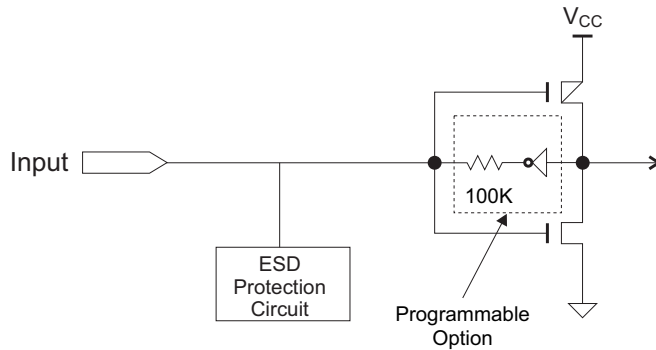 VCC
Input
100K
ESD
Protection
Circuit
Programmable
Option